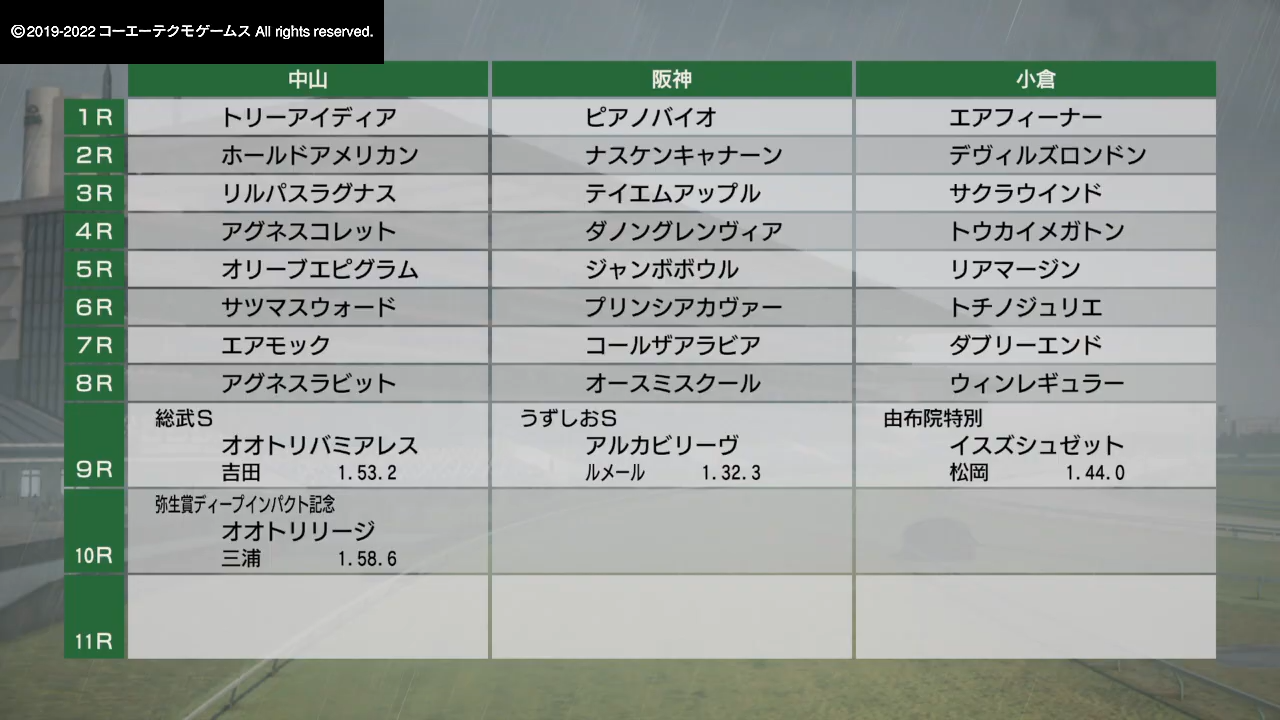 ©2019-2022 コーエーテクモゲームス All rights reserved.
中山 阪神 小倉
1R トリーアイディア ピアノバイオ エアフィーナー
2R ホールドアメリカン ナスケンキャナーン デヴィルズロンドン
3R リルパスラグナス テイエムアップル サクラウインド
4R アグネスコレット ダノングレンヴィア トウカイメガトン
5R オリーブエピグラム ジャンボボウル リアマージン
6R サツマスウォード プリンシアカヴァー トチノジュリエ
7R エアモック コールザアラビア ダブリーエンド
8R アグネスラビット オースミスクール ウィンレギュラー
総武S うずしおS 由布院特別
オオトリバミアレス アルカビリーヴ イスズシュゼット
9R 吉田 1.53.2 ルメール 1.32.3 松岡 1.44.0
弥生賞ディープインパクト記念
オオトリリージ
10R 三浦 1.58.6
11R